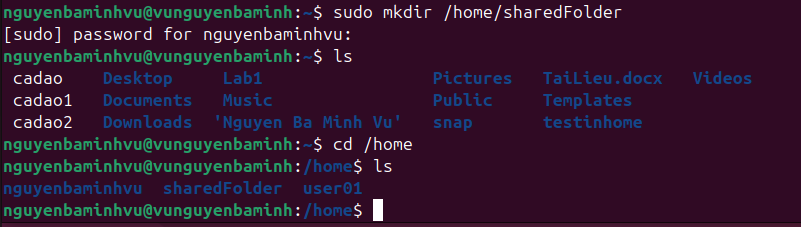 nguyenbaminhvu@vunguyenbaminh:~$ sudo mkdir /home/sharedFolder
[sudo] password for nguyenbaminhvu:
nguyenbaminhvu@vunguyenbaminh:~$ ls
cadao Desktop Lab1 Pictures TaiLieu.docx Videos
cadao1 Documents Music Public Templates
cadao2 Downloads 'Nguyen Ba Minh Vu' snap testinhome
nguyenbaminhvu@vunguyenbaminh:~$ cd /home
nguyenbaminhvu@vunguyenbaminh:/home$ ls
nguyenbaminhvu sharedFolder user01
nguyenbaminhvu@vunguyenbaminh:/home$